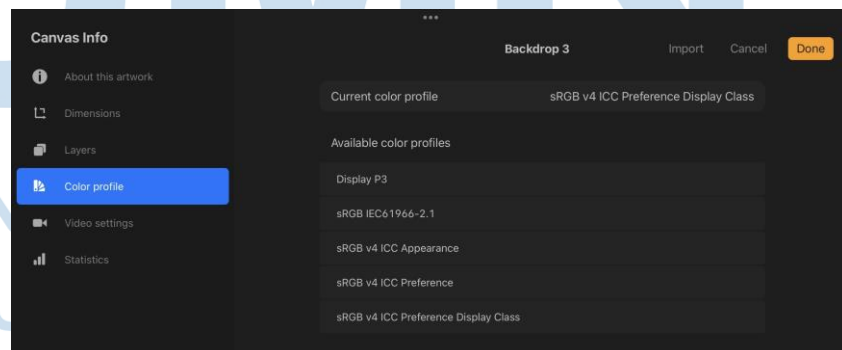 Canvas Info
Backdrop 3
Import
Cancel
Done
About this artwork
Dimensions
Layers
Color profile
Video settings
Statistics
Current color profile
sRGB v4 ICC Preference Display Class
Available color profiles
Display P3
sRGB IEC61966-2.1
sRGB v4 ICC Appearance
sRGB v4 ICC Preference
sRGB v4 ICC Preference Display Class